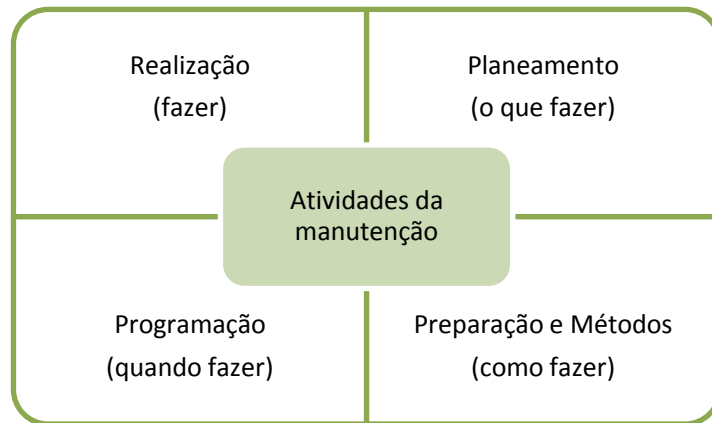 Realização
(fazer)
Planeamento
(o que fazer)
Atividades da
manutenção
Programação
(quando fazer)
Preparação e Métodos
(como fazer)